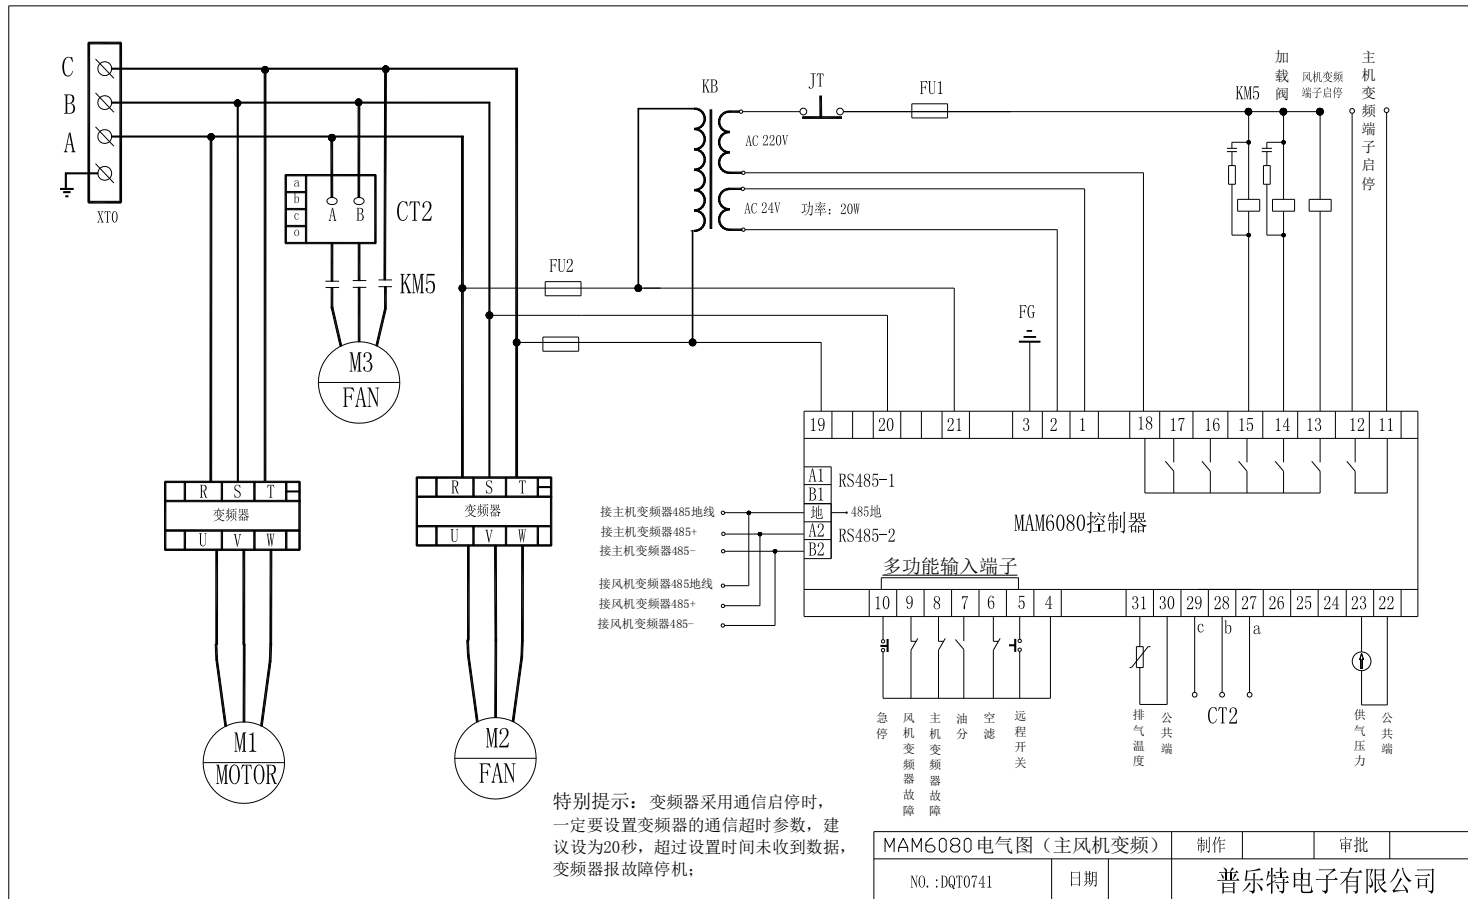 C
B
A
XT0
a
b
c
o
A
B
CT2
KM5
M3
FAN
R
S
T
变频器
U
V
W
M1
MOTOR
R
S
T
变频器
U
V
W
M2
FAN
FU2
KB
JT
FU1
AC 220V
AC 24V
功率：20W
FG
KM5
加载阀
风机变频
端子启停
主机变频端子启停
19
20
21
3
2
1
18
17
16
15
14
13
12
11
A1
B1
地
A2
B2
RS485-1
485地
RS485-2
MAM6080控制器
接主机变频器485地线
接主机变频器485+
接主机变频器485-
接风机变频器485地线
接风机变频器485+
接风机变频器485-
多功能输入端子
10
9
8
7
6
5
4
31
30
29
28
27
26
25
24
23
22
c
b
a
CT2
急停
风机变频器故障
主机变频器故障
油分
空滤
远程开关
排气温度
公共端
供气压力
公共端
特别提示：变频器采用通信启停时，
一定要设置变频器的通信超时参数，建
议设为20秒，超过设置时间未收到数据，
变频器报故障停机；
MAM6080电气图（主风机变频）
制作
审批
NO.:DQT0741
日期
普乐特电子有限公司